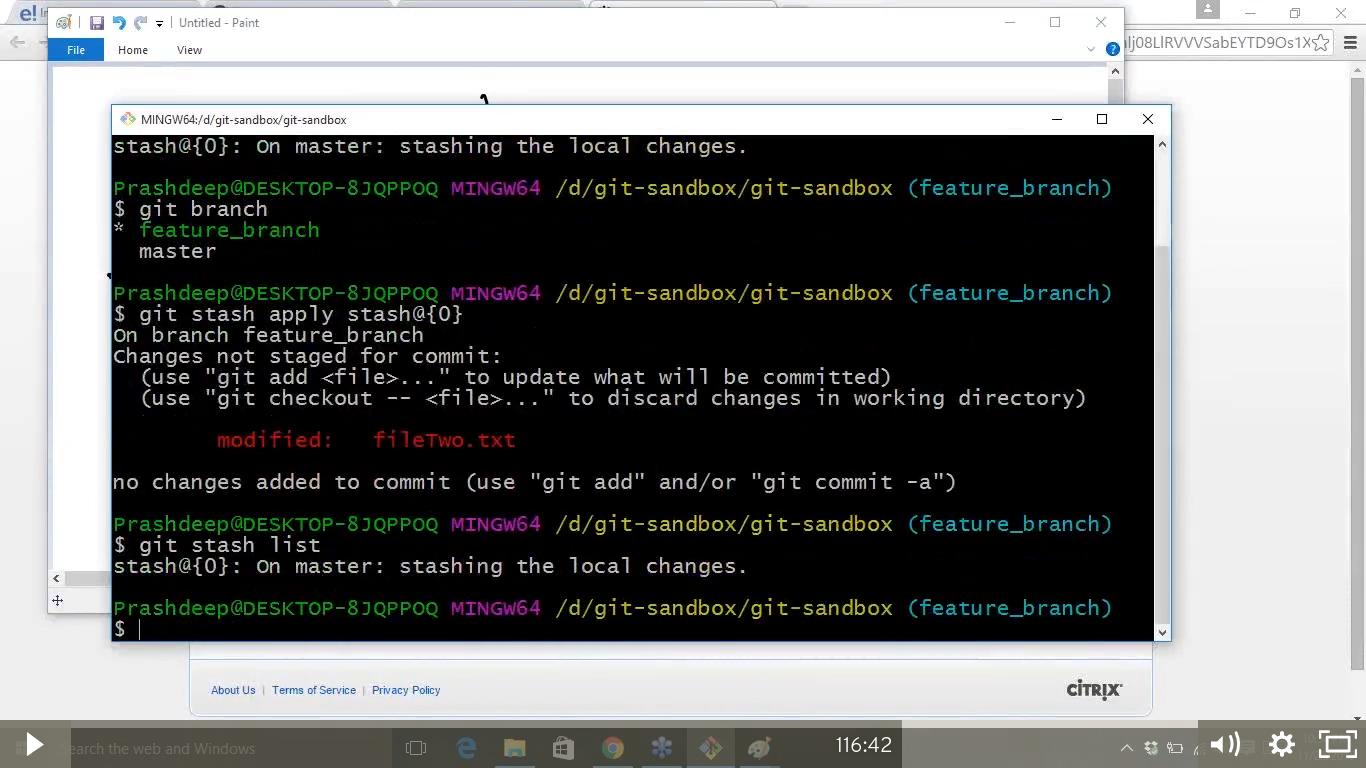 Untitled - Paint
File Home View
MINGW64:/d/git-sandbox/git-sandbox
stash@{0}: On master: stashing the local changes.
Prashdeep@DESKTOP-8JQPPOQ MINGW64 /d/git-sandbox/git-sandbox (feature_branch)
$ git branch
* feature_branch
master
Prashdeep@DESKTOP-8JQPPOQ MINGW64 /d/git-sandbox/git-sandbox (feature_branch)
$ git stash apply stash@{0}
On branch feature_branch
Changes not staged for commit:
(use "git add <file>..." to update what will be committed)
(use "git checkout -- <file>..." to discard changes in working directory)
modified: fileTwo.txt
no changes added to commit (use "git add" and/or "git commit -a")
Prashdeep@DESKTOP-8JQPPOQ MINGW64 /d/git-sandbox/git-sandbox (feature_branch)
$ git stash list
stash@{0}: On master: stashing the local changes.
Prashdeep@DESKTOP-8JQPPOQ MINGW64 /d/git-sandbox/git-sandbox (feature_branch)
$
About Us | Terms of Service | Privacy Policy
CITRIX
Search the web and Windows
116:42